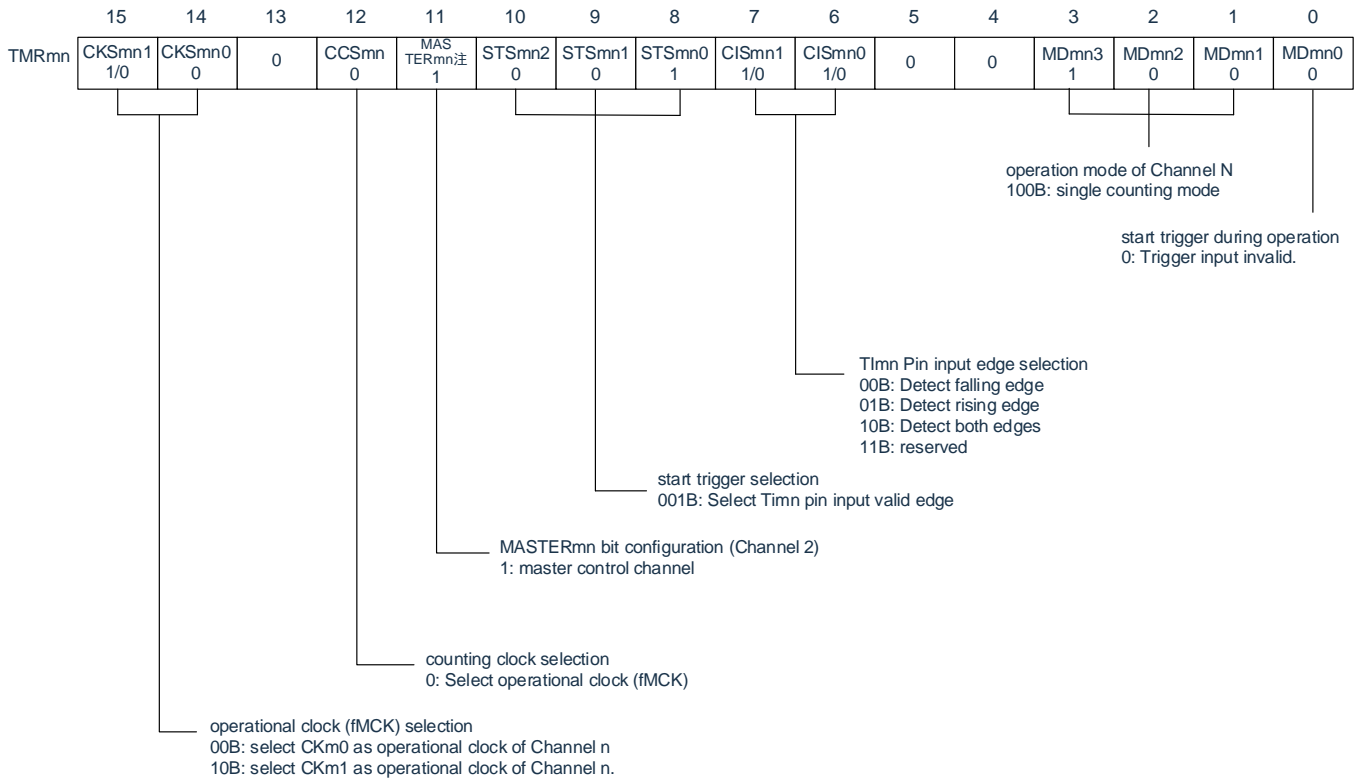 15 14 13 12 11 10 9 8 7 6 5 4 3 2 1 0
TMRmn CKSmn1 CKSmn0 0 CCSmn MAS STSmn2 STSmn1 STSmn0 CISmn1 CISmn0 0 0 MDmn3 MDmn2 MDmn1 MDmn0
TERmn注
1/0 0 0 1 0 0 1 1/0 1/0 1 0 0 0
operation mode of Channel N
100B: single counting mode
start trigger during operation
0: Trigger input invalid.
TImn Pin input edge selection
00B: Detect falling edge
01B: Detect rising edge
10B: Detect both edges
11B: reserved
start trigger selection
001B: Select Timn pin input valid edge
MASTERmn bit configuration (Channel 2)
1: master control channel
counting clock selection
0: Select operational clock (fMCK)
operational clock (fMCK) selection
00B: select CKm0 as operational clock of Channel n
10B: select CKm1 as operational clock of Channel n.